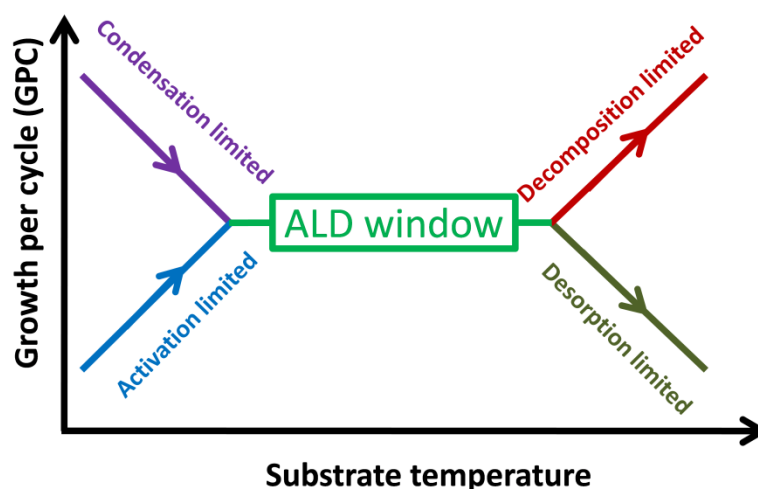 Growth per cycle (GPC)
Condensation limited
Activation limited
ALD window
Decomposition limited
Desorption limited
Substrate temperature